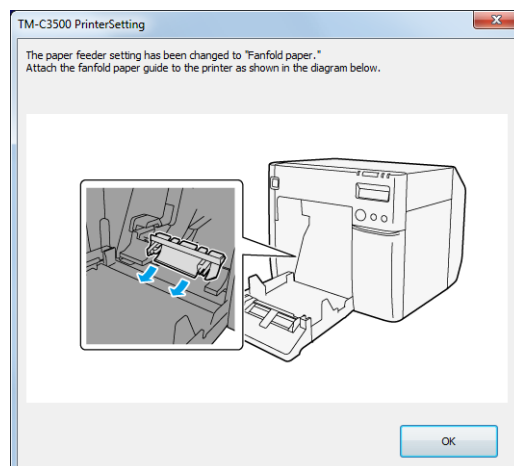 TM-C3500 PrinterSetting
The paper feeder setting has been changed to "Fanfold paper."
Attach the fanfold paper guide to the printer as shown in the diagram below.
OK